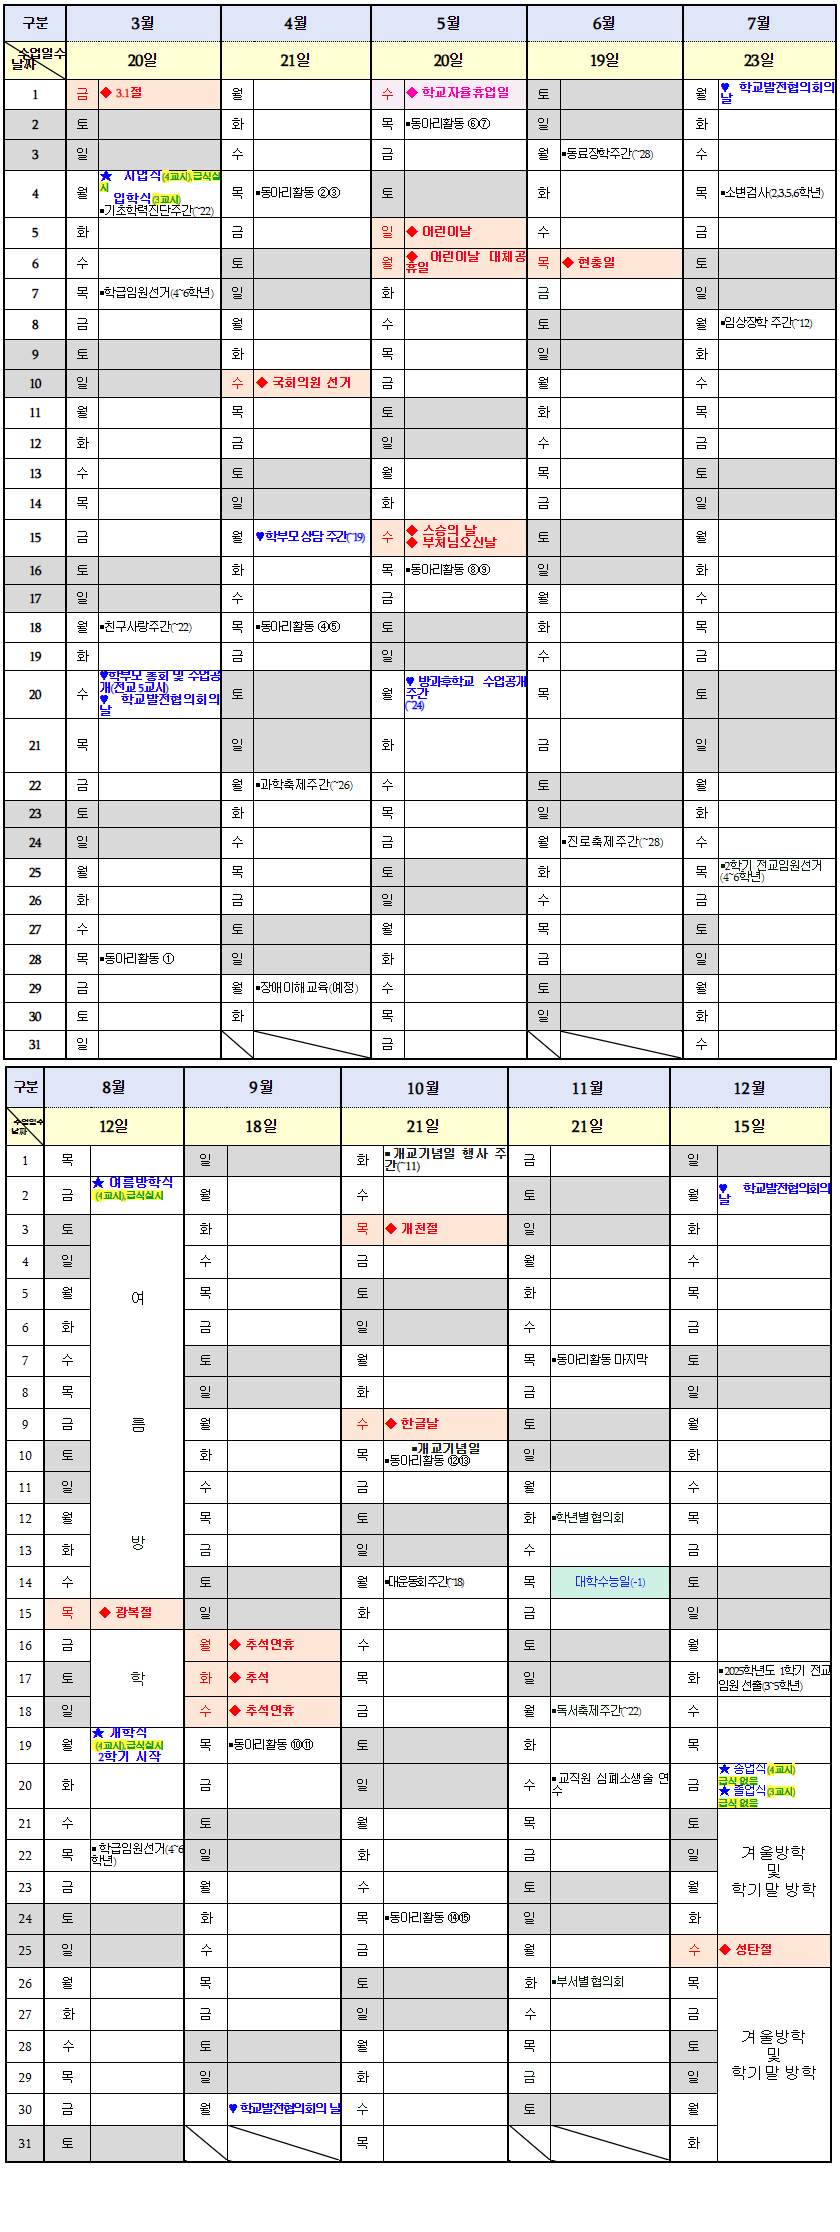 구분 3월 4월 5월 6월 7월
수업일수
날짜 20일 21일 20일 19일 23일
1 금 ◆ 3.1절 월 수 ◆ 학교자율휴업일 토 월 ♥ 학교발전협의회의
날
2 토 화 목 ▪동아리활동 ⑥⑦ 일 화
3 일 수 금 월 ▪동료장학주간(~28) 수
4 월 ★ 시업식(4교시),급식실
시
입학식(3교시)
▪기초학력진단주간(~22) 목 ▪동아리활동 ②③ 토 화 목 ▪소변검사(2,3,5,6학년)
5 화 금 일 ◆ 어린이날 수 금
6 수 토 월 ◆ 어린이날 대체공
휴일 목 ◆ 현충일 토
7 목 ▪학급임원선거(4~6학년) 일 화 금 일
8 금 월 수 토 월 ▪임상장학 주간(~12)
9 토 화 목 일 화
10 일 수 ◆ 국회의원 선거 금 월 수
11 월 목 토 화 목
12 화 금 일 수 금
13 수 토 월 목 토
14 목 일 화 금 일
15 금 월 ♥학부모상담 주간(~19) 수 ◆ 스승의 날
◆ 부처님오신날 토 월
16 토 화 목 ▪동아리활동 ⑧⑨ 일 화
17 일 수 금 월 수
18 월 ▪친구사랑주간(~22) 목 ▪동아리활동 ④⑤ 토 화 목
19 화 금 일 수 금
20 수 ♥학부모 총회 및 수업공
개(전교 5교시)
♥ 학교발전협의회의
날 토 월 ♥ 방과후학교 수업공개
주간
(~24) 목 토
21 목 일 화 금 일
22 금 월 ▪과학축제주간(~26) 수 토 월
23 토 화 목 일 화
24 일 수 금 월 ▪진로축제주간(~28) 수
25 월 목 토 화 목 ▪2학기 전교임원선거
(4~6학년)
26 화 금 일 수 금
27 수 토 월 목 토
28 목 ▪동아리활동 ① 일 화 금 일
29 금 월 ▪장애이해교육(예정) 수 토 월
30 토 화 목 일 화
31 일 금 수
구분 8월 9월 10월 11월 12월
수업일수
12일 18일 21일 21일 15일
1 목 일 화 ▪개교기념일 행사 주
간(~11) 금 일
2 금 ★ 여름방학식
(4교시),급식실시 월 수 토 월 ♥ 학교발전협의회의
날
3 토 화 목 ◆ 개천절 일 화
4 일 수 금 월 수
5 월 여 목 토 화 목
6 화 금 일 수 금
7 수 토 월 목 ▪동아리활동 마지막 토
8 목 일 화 금 일
9 금 름 월 수 ◆ 한글날 토 월
10 토 화 목 ▪개교기념일
▪동아리활동 ⑫⑬ 일 화
11 일 수 금 월 수
12 월 목 토 화 ▪학년별협의회 목
13 화 방 금 일 수 금
14 수 토 월 ▪대운동회주간(~18) 목 대학수능일(-1) 토
15 목 ◆ 광복절 일 화 금 일
16 금 월 ◆ 추석연휴 수 토 월
17 토 학 화 ◆ 추석 목 일 화 ▪2025학년도 1학기 전교
임원 선출(3~5학년)
18 일 수 ◆ 추석연휴 금 월 ▪독서축제주간(~22) 수
19 월 ★ 개학식
(4교시),급식실시
2학기 시작 목 ▪동아리활동 ⑩⑪ 토 화 목
20 화 금 일 수 ▪교직원 심폐소생술 연
수 금 ★ 종업식(4교시)
급식 없음
★ 졸업식(3교시)
급식 없음
21 수 토 월 목 토
22 목 ▪학급임원선거(4~6
학년) 일 화 금 일 겨울방학
및
학기말 방학
23 금 월 수 토 월
24 토 화 목 ▪동아리활동 ⑭⑮ 일 화
25 일 수 금 월 수 ◆ 성탄절
26 월 목 토 화 ▪부서별협의회 목
27 화 금 일 수 금
28 수 토 월 목 토 겨울방학
및
학기말 방학
29 목 일 화 금 일
30 금 월 ♥ 학교발전협의회의 날 수 토 월
31 토 목 화